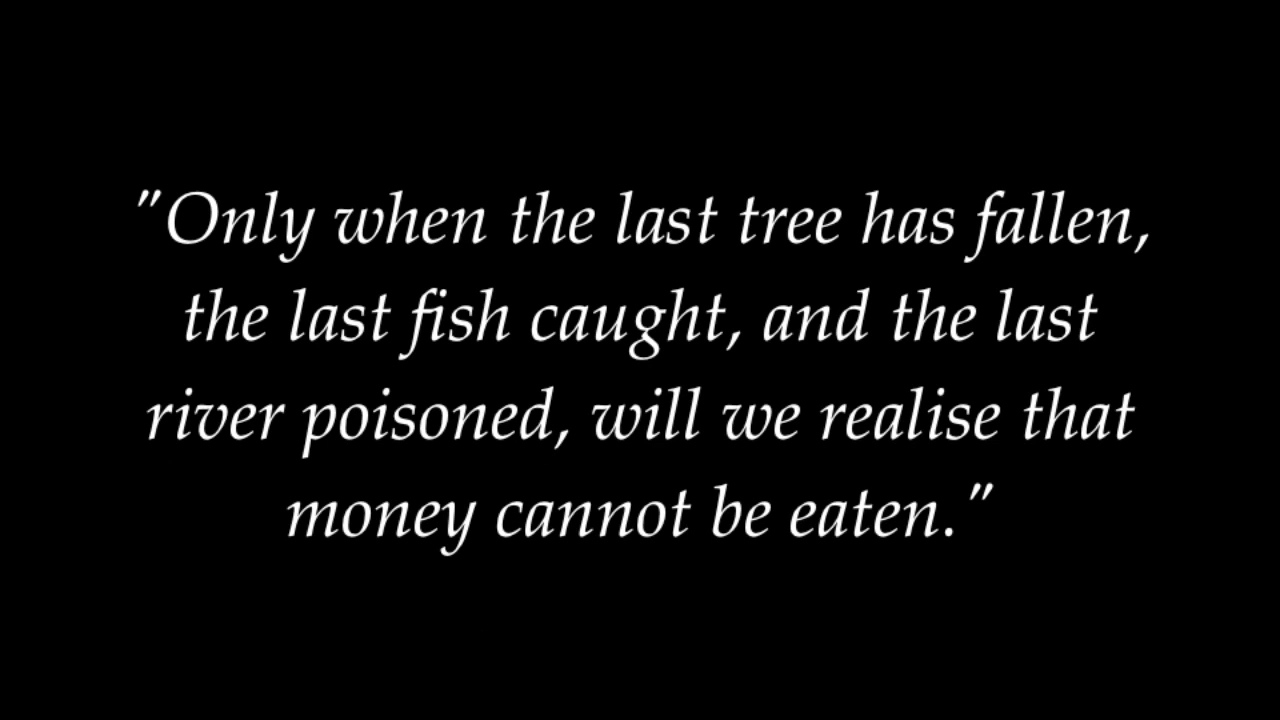 "Only when the last tree has fallen,
the last fish caught, and the last
river poisoned, will we realise that
money cannot be eaten."